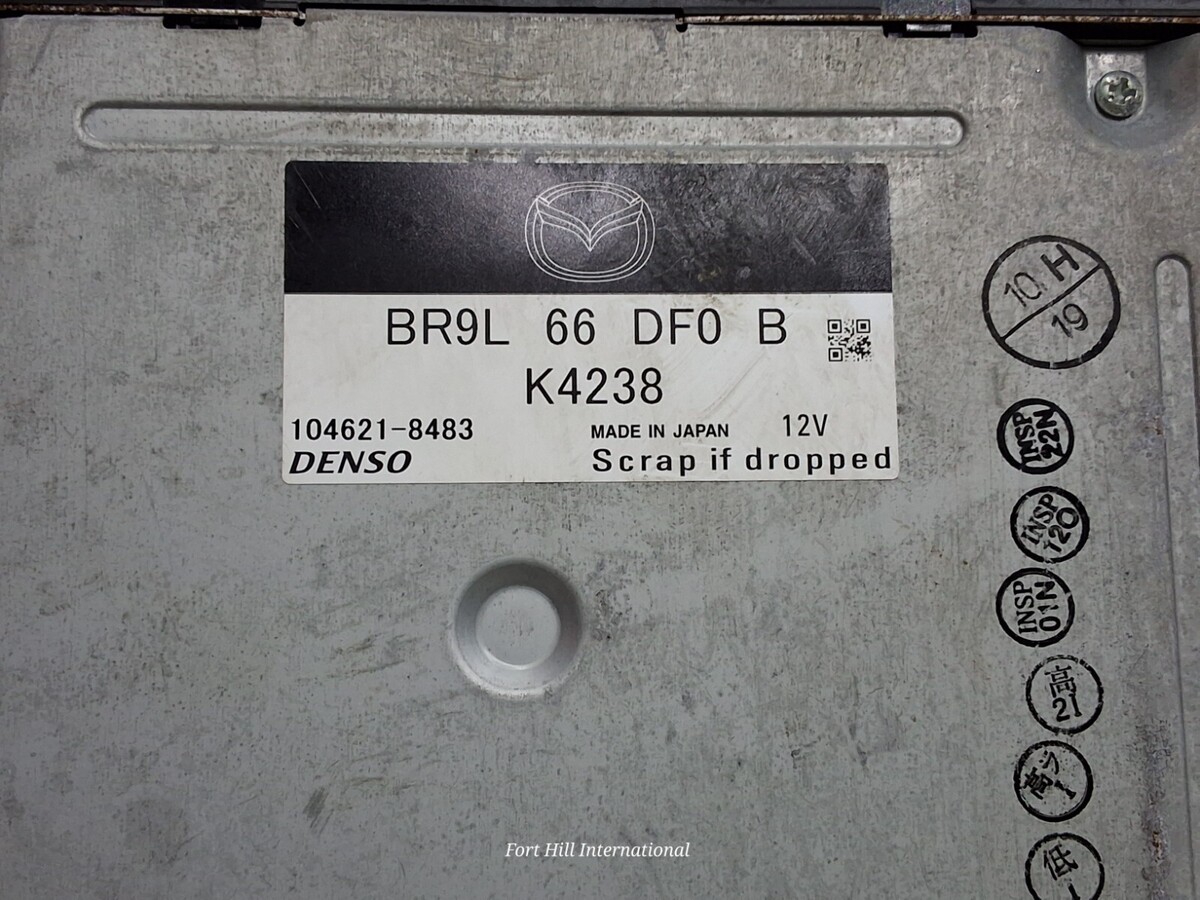 BR9L 66 DF0 B
K4238
104621-8483
MADE IN JAPAN
12V
DENSO
Scrap if dropped
10 H
19
INSP
22N
INSP
INSP
01N
高
21
低
Fort Hill International